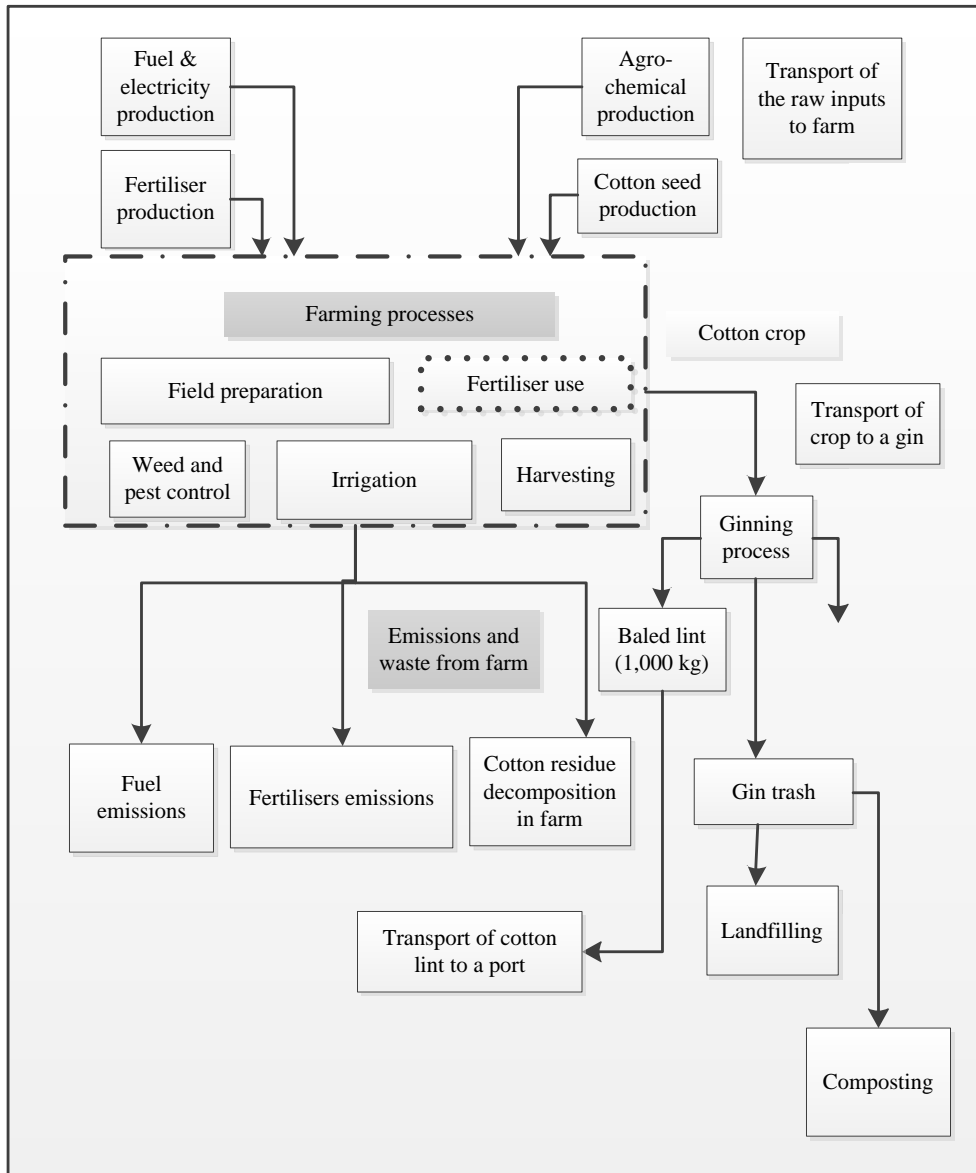 Fuel &
electricity
production
Agro-
chemical
production
Transport of
the raw inputs
to farm
Fertiliser
production
Cotton seed
production
Farming processes
Cotton crop
Field preparation
Fertiliser use
Transport of
crop to a gin
Weed and
pest control
Irrigation
Harvesting
Ginning
process
Emissions and
waste from farm
Baled lint
(1,000 kg)
Fuel
emissions
Fertilisers emissions
Cotton residue
decomposition
in farm
Gin trash
Transport of cotton
lint to a port
Landfilling
Composting